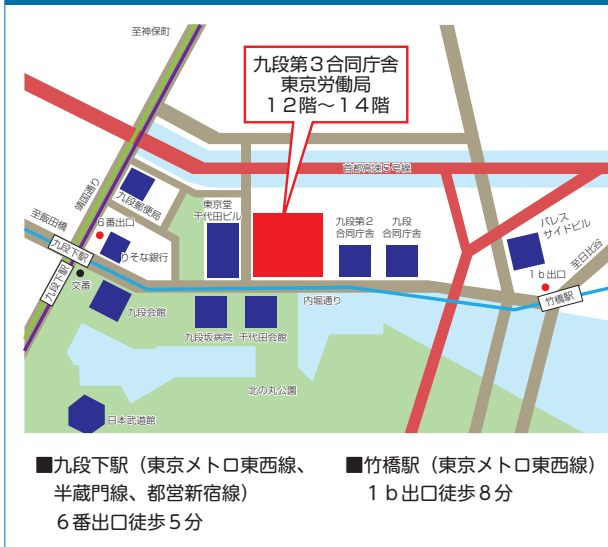 至神保町
九段第3合同庁舎
東京労働局
12階～14階
首都高速5号線
靖国通り
九段郵便局
至飯田橋
6番出口
東京堂
千代田ビル
九段第2
合同庁舎
九段
合同庁舎
パレス
サイドビル
至日比谷
りそな銀行
九段下駅
九段下駅
交番
1b出口
竹橋駅
九段会館
内堀通り
九段坂病院
千代田会館
北の丸公園
日本武道館
■九段下駅（東京メトロ東西線、
半蔵門線、都営新宿線）
6番出口徒歩5分
■竹橋駅（東京メトロ東西線）
1b出口徒歩8分